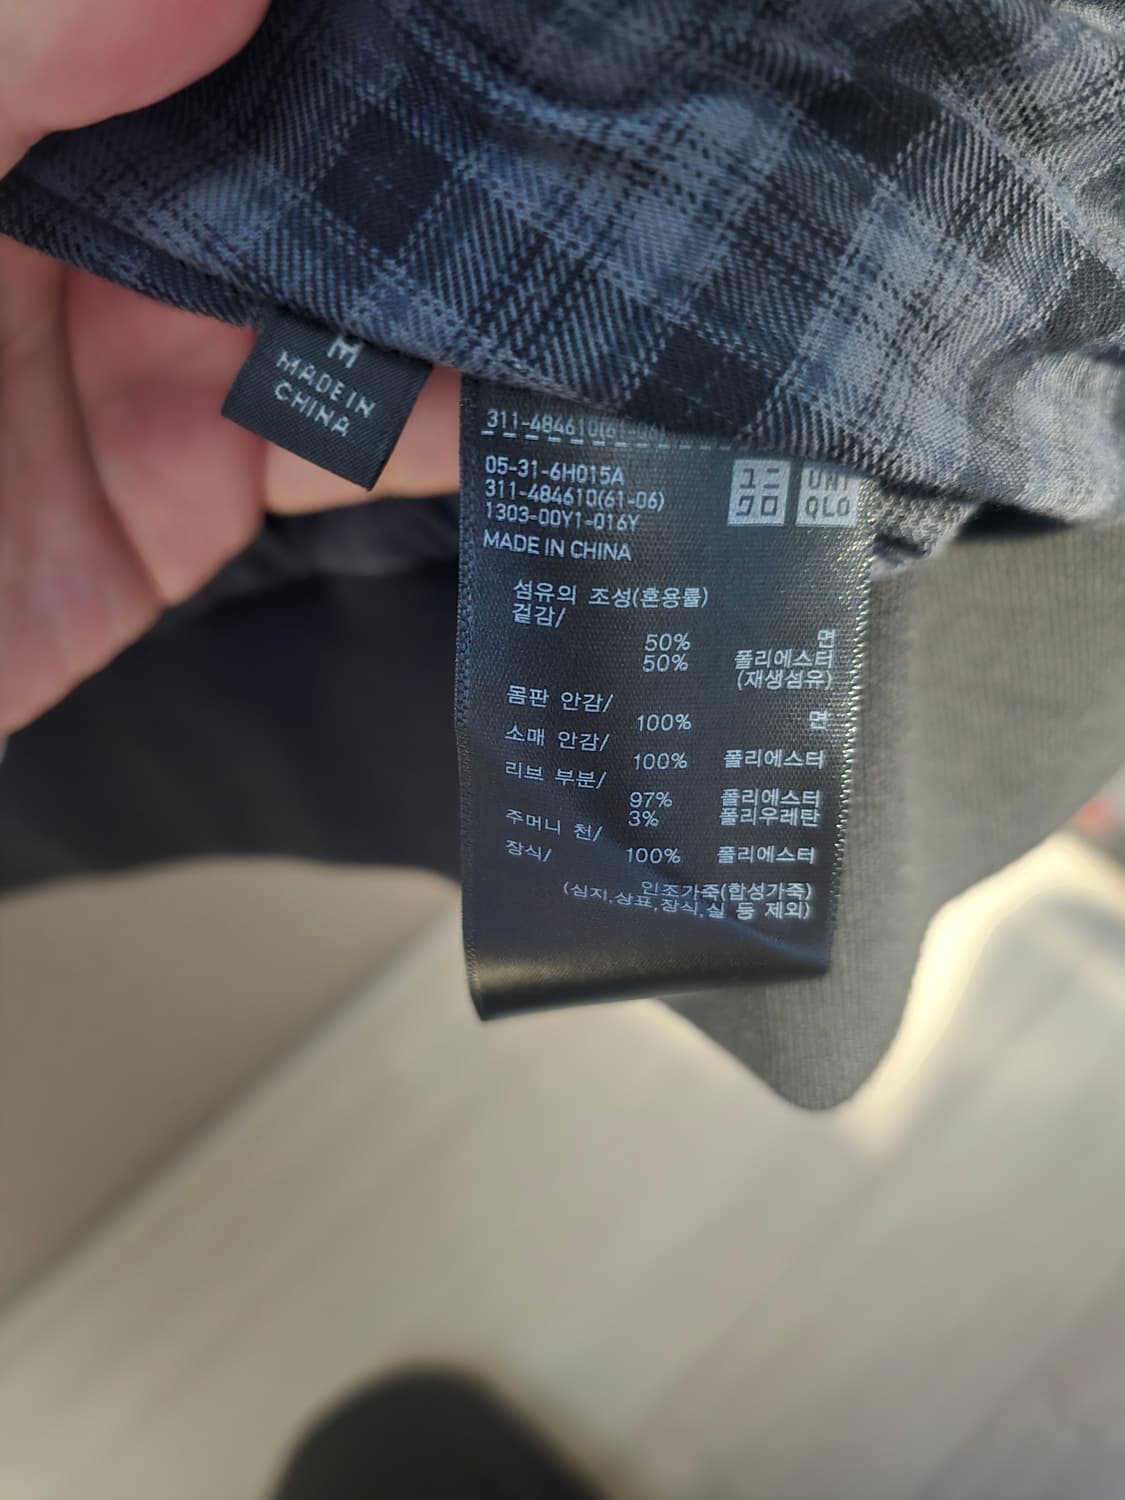 M
MADE IN
CHINA
311-484610(61-06)
05-31-6H015A
311-484610(61-06)
1303-00Y1-016Y
MADE IN CHINA
ユニ
クロ
UNI
QLO
섬유의 조성(혼용률)
겉감/
50% 면
50% 폴리에스터
(재생섬유)
몸판 안감/
100% 면
소매 안감/
100% 폴리에스터
리브 부분/
97% 폴리에스터
3% 폴리우레탄
주머니 천/
100% 폴리에스터
장식/
인조가죽(합성가죽)
(심지,상표,장식,실 등 제외)